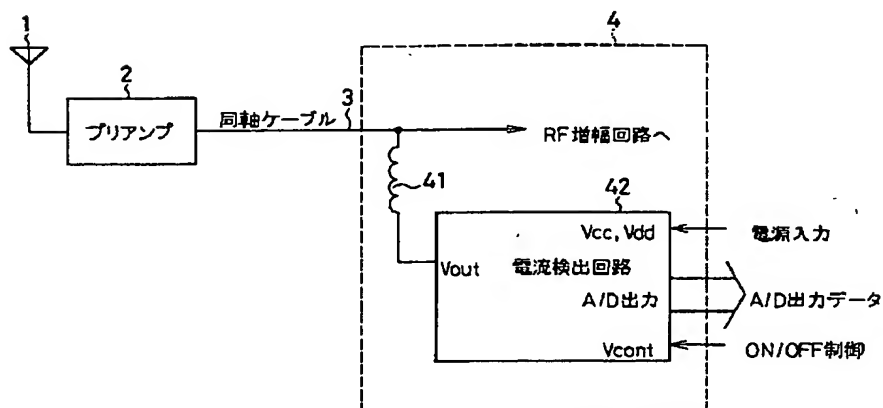 1
2
プリアンプ
同軸ケーブル
3
4
RF増幅回路へ
41
42
Vcc, Vdd
電源入力
Vout
電流検出回路
A/D出力
A/D出力データ
Vcont
ON/OFF制御